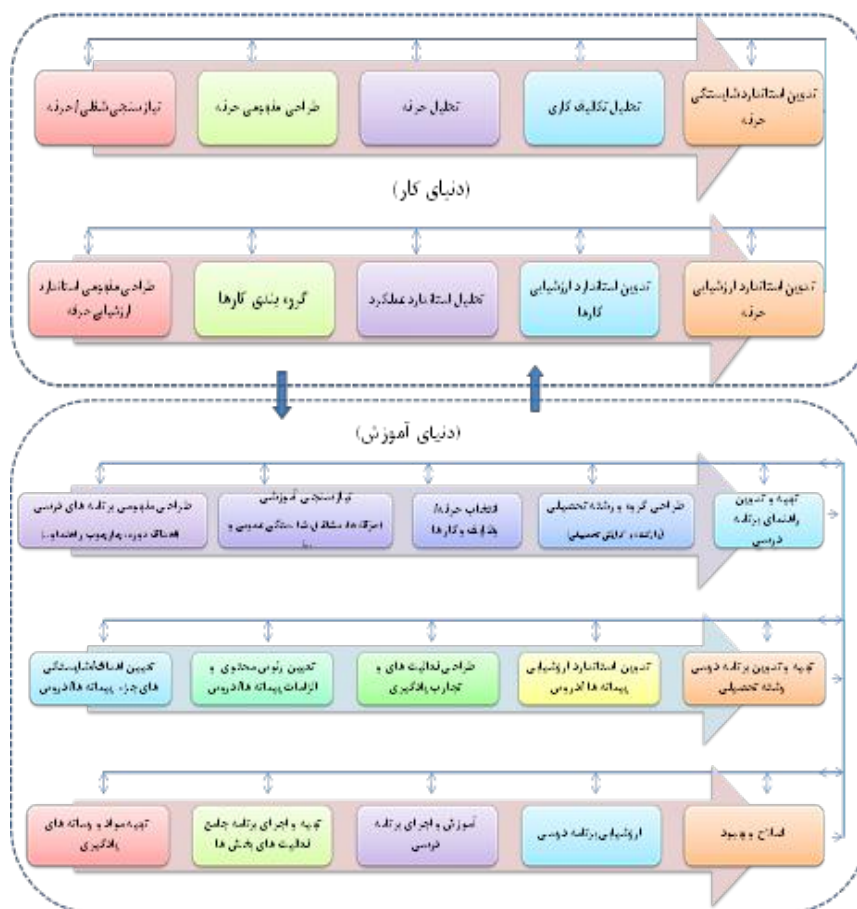 نیازسنجی شغلی/حرفه
طراحی مفهومی حرفه
تحلیل حرفه
تحلیل تکالیف کاری
تدوین استاندارد شایستگی
حرفه
(دنیای کار)
طراحی مفهومی استاندارد
ارزشیابی حرفه
گروه بندی کارها
تحلیل استاندارد عملکرد
تدوین استاندارد ارزشیابی
کارها
تدوین استاندارد ارزشیابی
حرفه
(دنیای آموزش)
طراحی مفهومی برنامه های درسی
نیازسنجی آموزشی
انتخاب حرفه/
وظایف و کارها
طراحی گروه و رشته تحصیلی
تهیه و تدوین
راهنمای برنامه
درسی
تعیین اهداف/شایستگی
های جزء پیمانه ها/دروس
تعیین رئوس محتوی و
الزامات پیمانه ها/دروس
طراحی فعالیت های و
تجارب یادگیری
تدوین استاندارد ارزشیابی
پیمانه ها/دروس
تهیه و تدوین برنامه درسی
رشته تحصیلی
تهیه مواد و رسانه های
یادگیری
تهیه و اجرای برنامه جامع
فعالیت های بخش ها
آموزش و اجرای برنامه
درسی
ارزشیابی برنامه درسی
اصلاح و بهبود